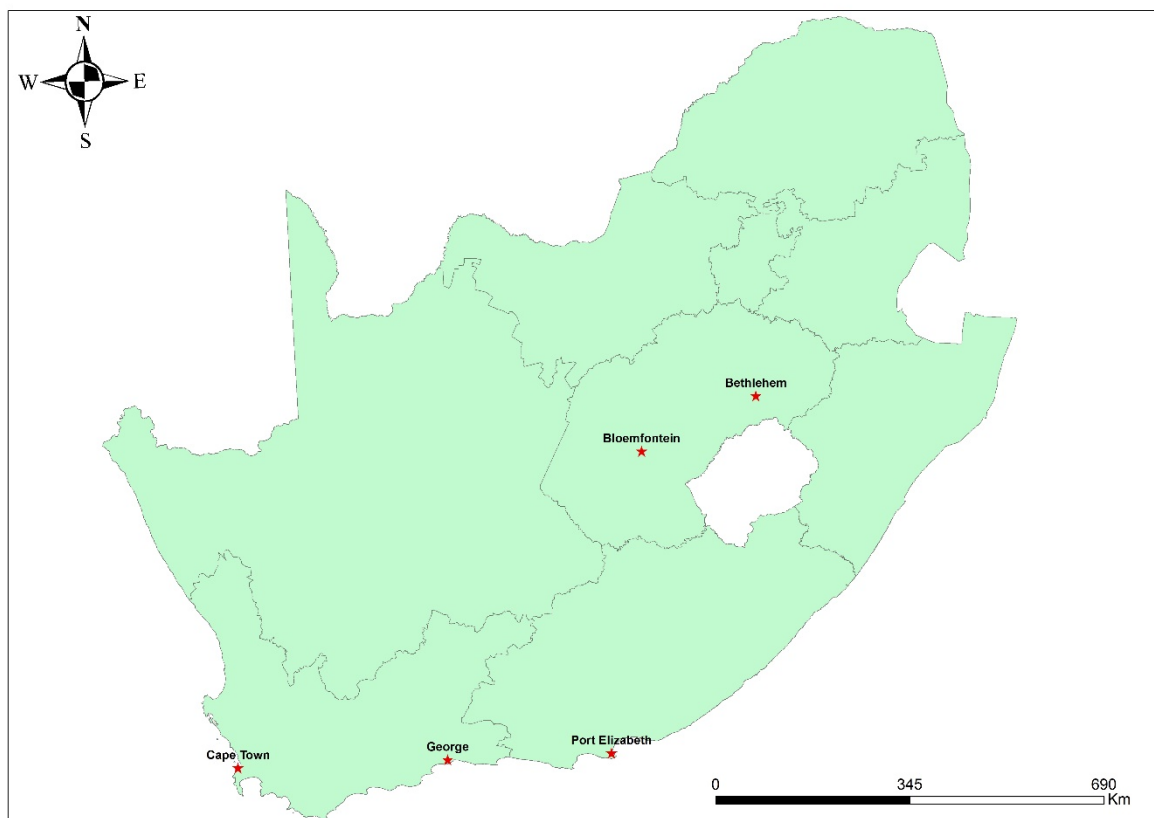 N
W E
S
Bethlehem
Bloemfontein
Port Elizabeth
George
Cape Town
0 345 690
Km